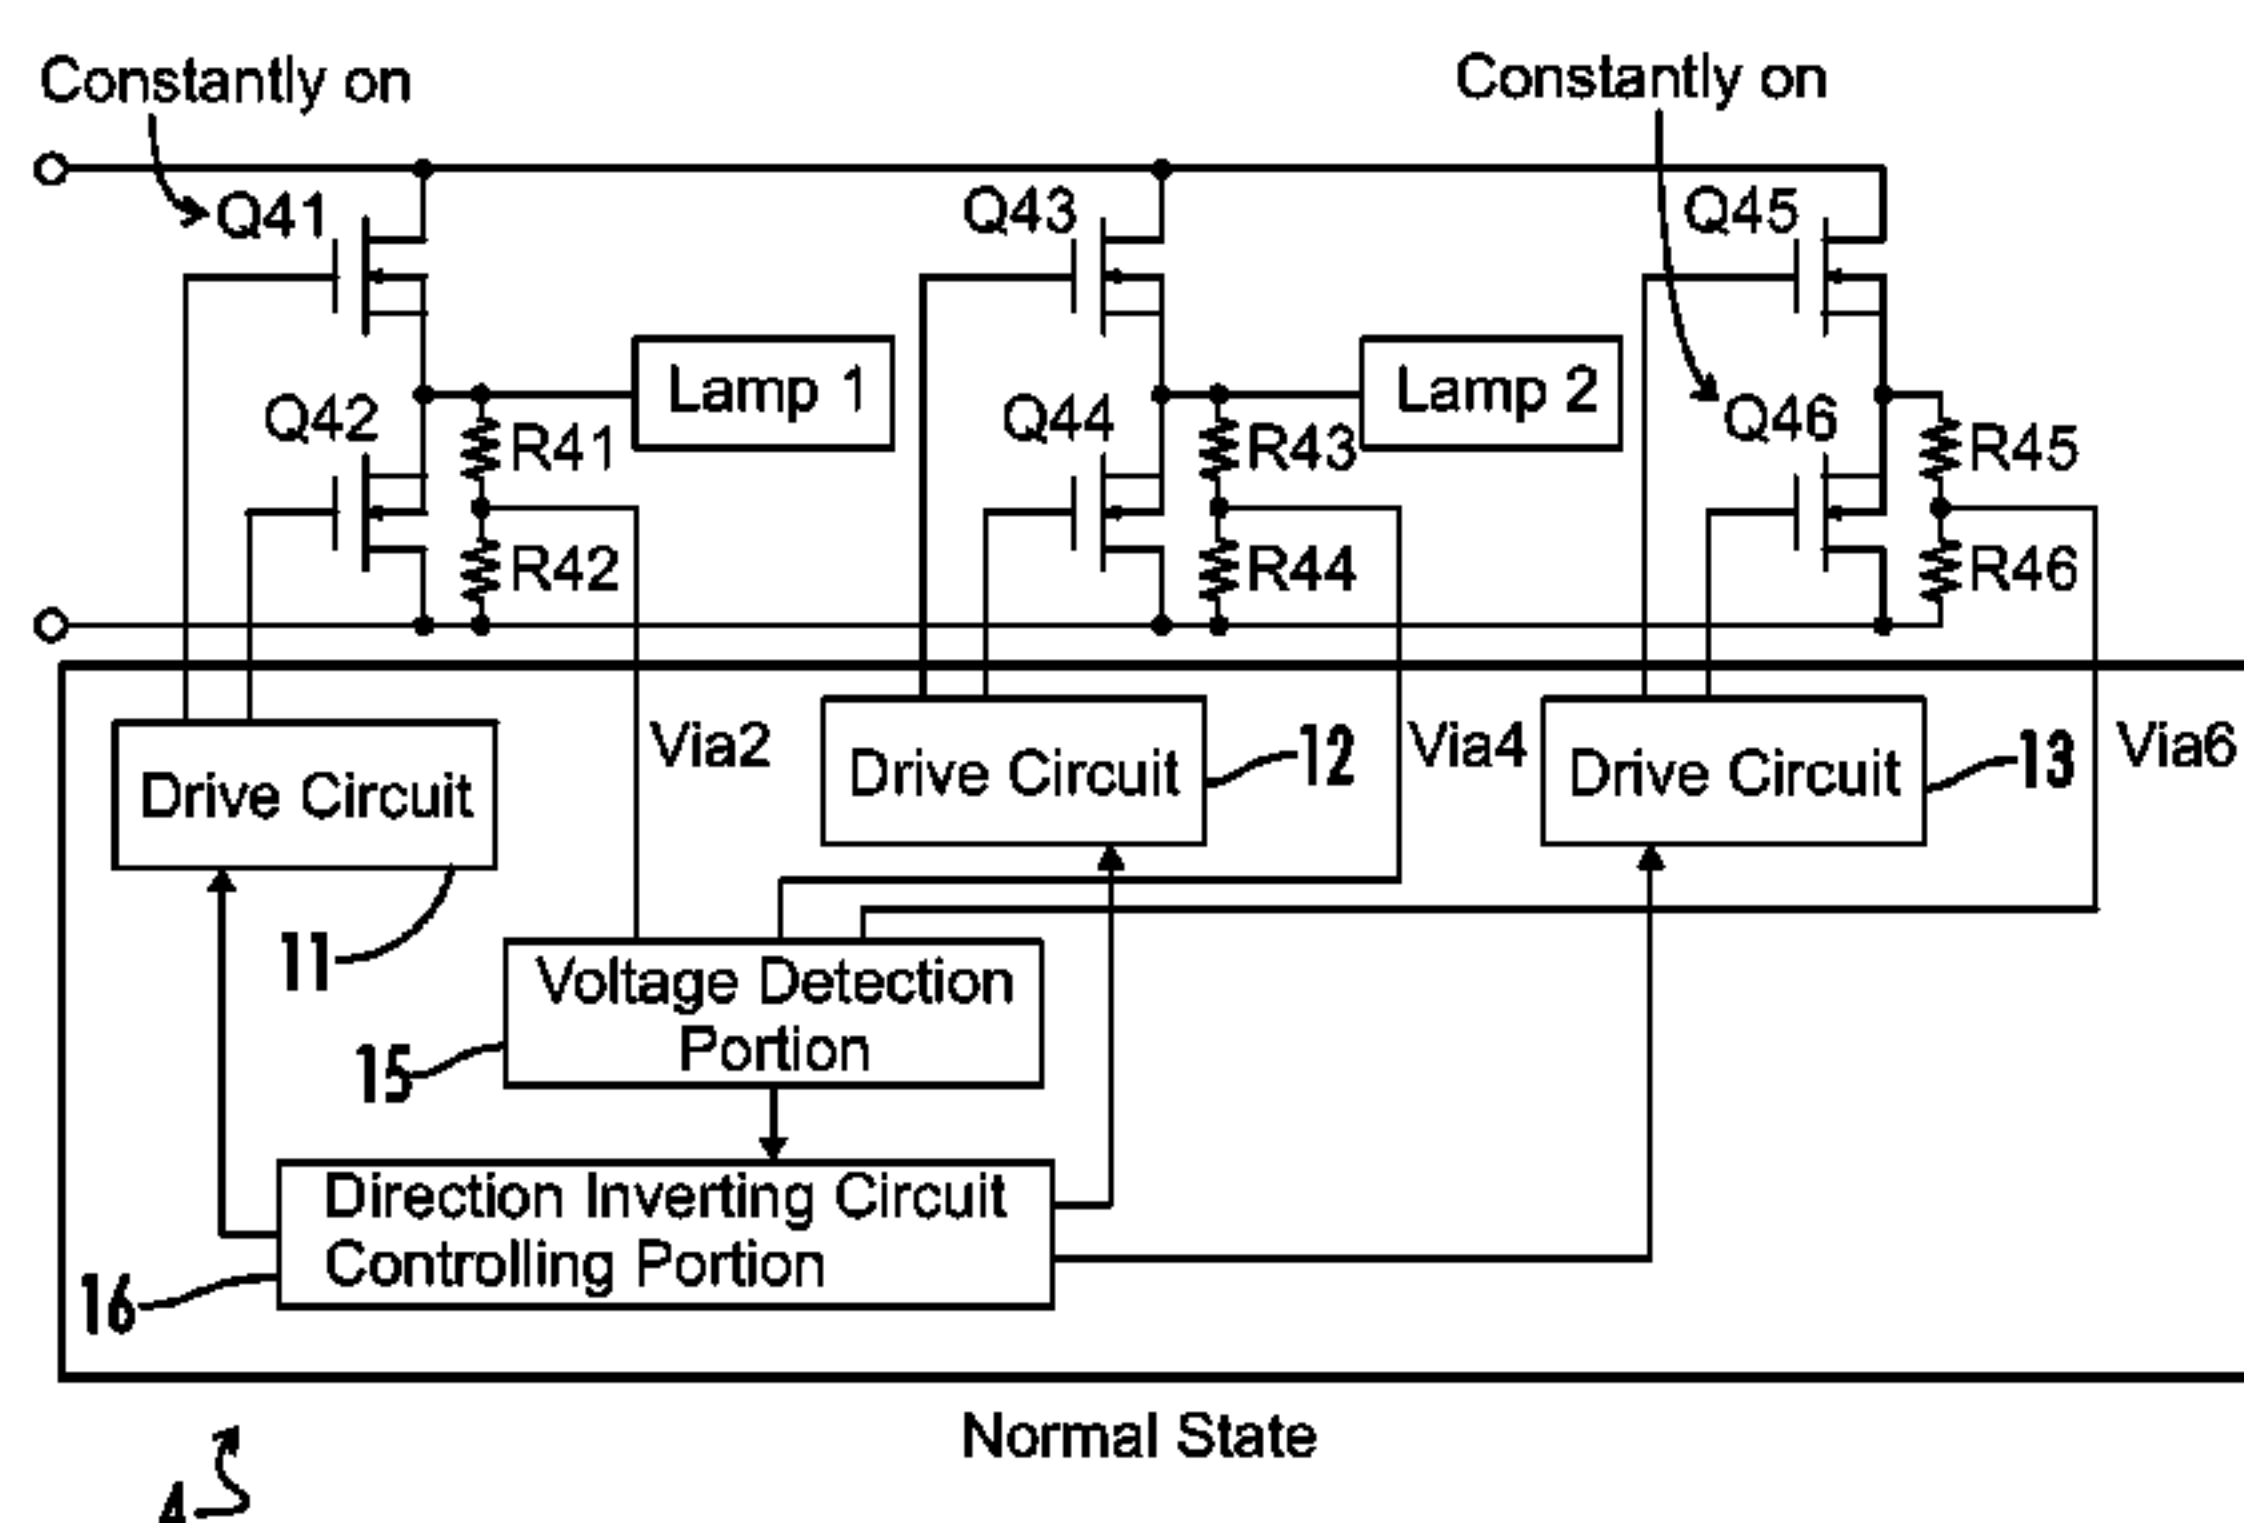 Constantly on
Constantly on
Q41
Q43
Q45
Lamp 1
Lamp 2
Q42
Q44
Q46
R41
R43
R45
R42
R44
R46
Via2
12
Via4
13
Via6
Drive Circuit
Drive Circuit
Drive Circuit
11
Voltage Detection
Portion
15
Direction Inverting Circuit
Controlling Portion
16
Normal State
4